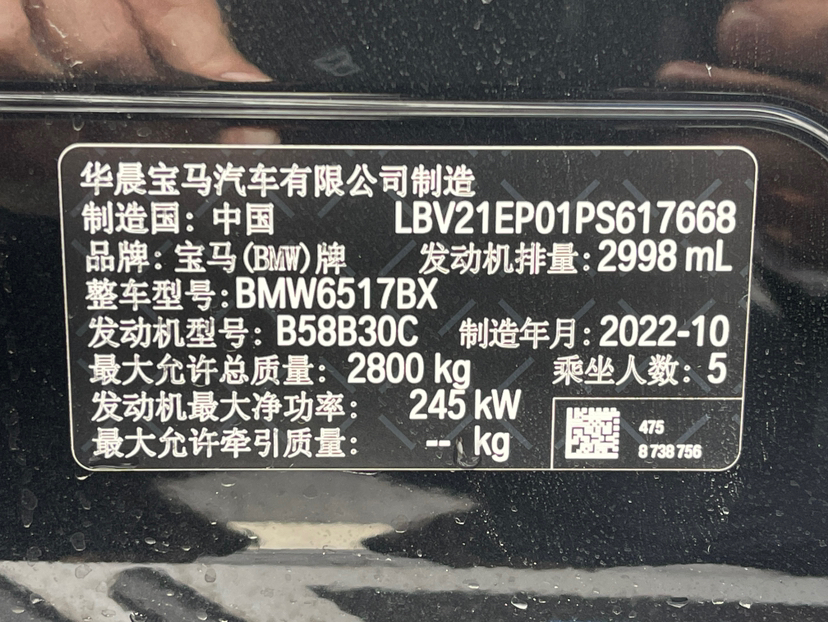 华晨宝马汽车有限公司制造
制造国: 中国 LBV21EP01PS617668
品牌: 宝马(BMW)牌 发动机排量: 2998 mL
整车型号: BMW6517BX
发动机型号: B58B30C 制造年月: 2022-10
最大允许总质量: 2800 kg 乘坐人数: 5
发动机最大净功率: 245 kW
最大允许牵引质量: -- kg
475
8 738 756